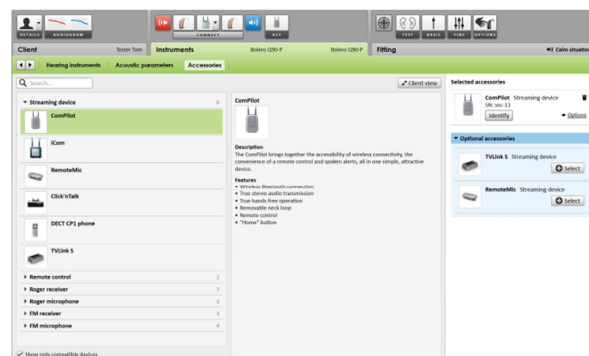 DETAILS
AUDIOGRAM
CONNECT
ACC
TEST
BASIC
FINE
OPTIONS
Client
Tester Tom
Instruments
Bolero Q90-P
Bolero Q90-P
Fitting
Calm situation
Hearing instruments
Acoustic parameters
Accessories
Search...
Client view
Streaming device 6
ComPilot
iCom
RemoteMic
Click'nTalk
DECT CP1 phone
TVLink S
Remote control 2
Roger receiver 3
Roger microphone 3
FM receiver 5
FM microphone 4
Show only compatible devices
ComPilot
Description
The ComPilot brings together the accessibility of wireless connectivity, the
convenience of a remote control and spoken alerts, all in one simple, attractive
device.
Features
• Wireless Bluetooth connection
• True stereo audio transmission
• True hands-free operation
• Removable neck loop
• Remote control
• "Home" button
Selected accessories
ComPilot Streaming device
SN: snc-13
Identify
Options
Optional accessories
TVLink S Streaming device
Select
RemoteMic Streaming device
Select